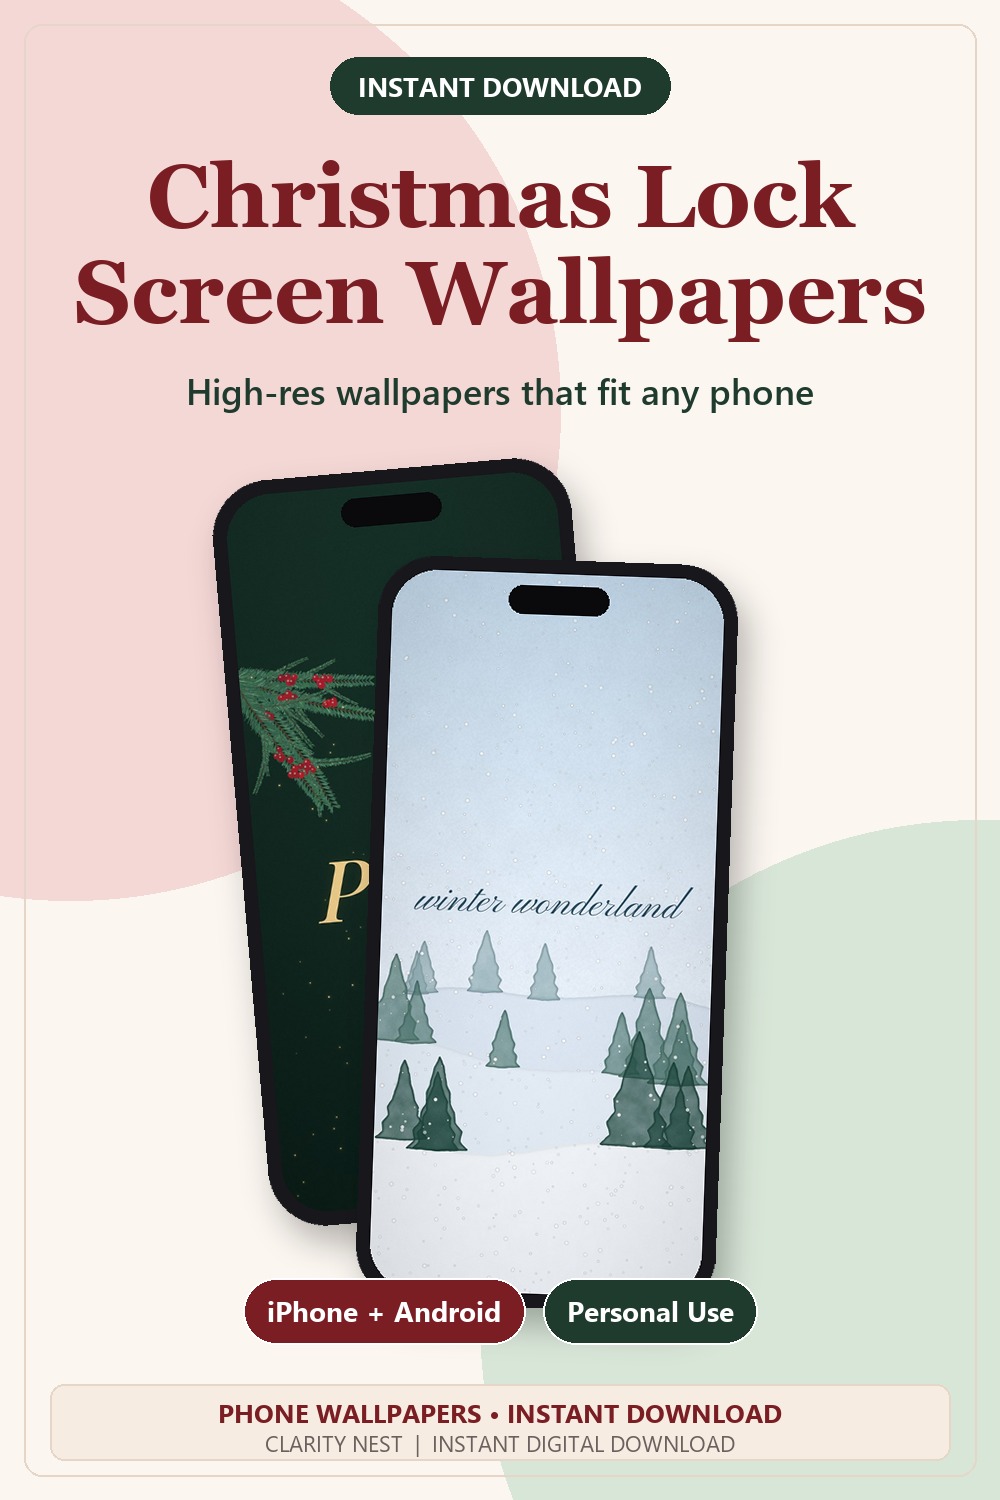 INSTANT DOWNLOAD
Christmas Lock
Screen Wallpapers
High-res wallpapers that fit any phone
P
winter wonderland
iPhone + Android
Personal Use
PHONE WALLPAPERS • INSTANT DOWNLOAD
CLARITY NEST | INSTANT DIGITAL DOWNLOAD